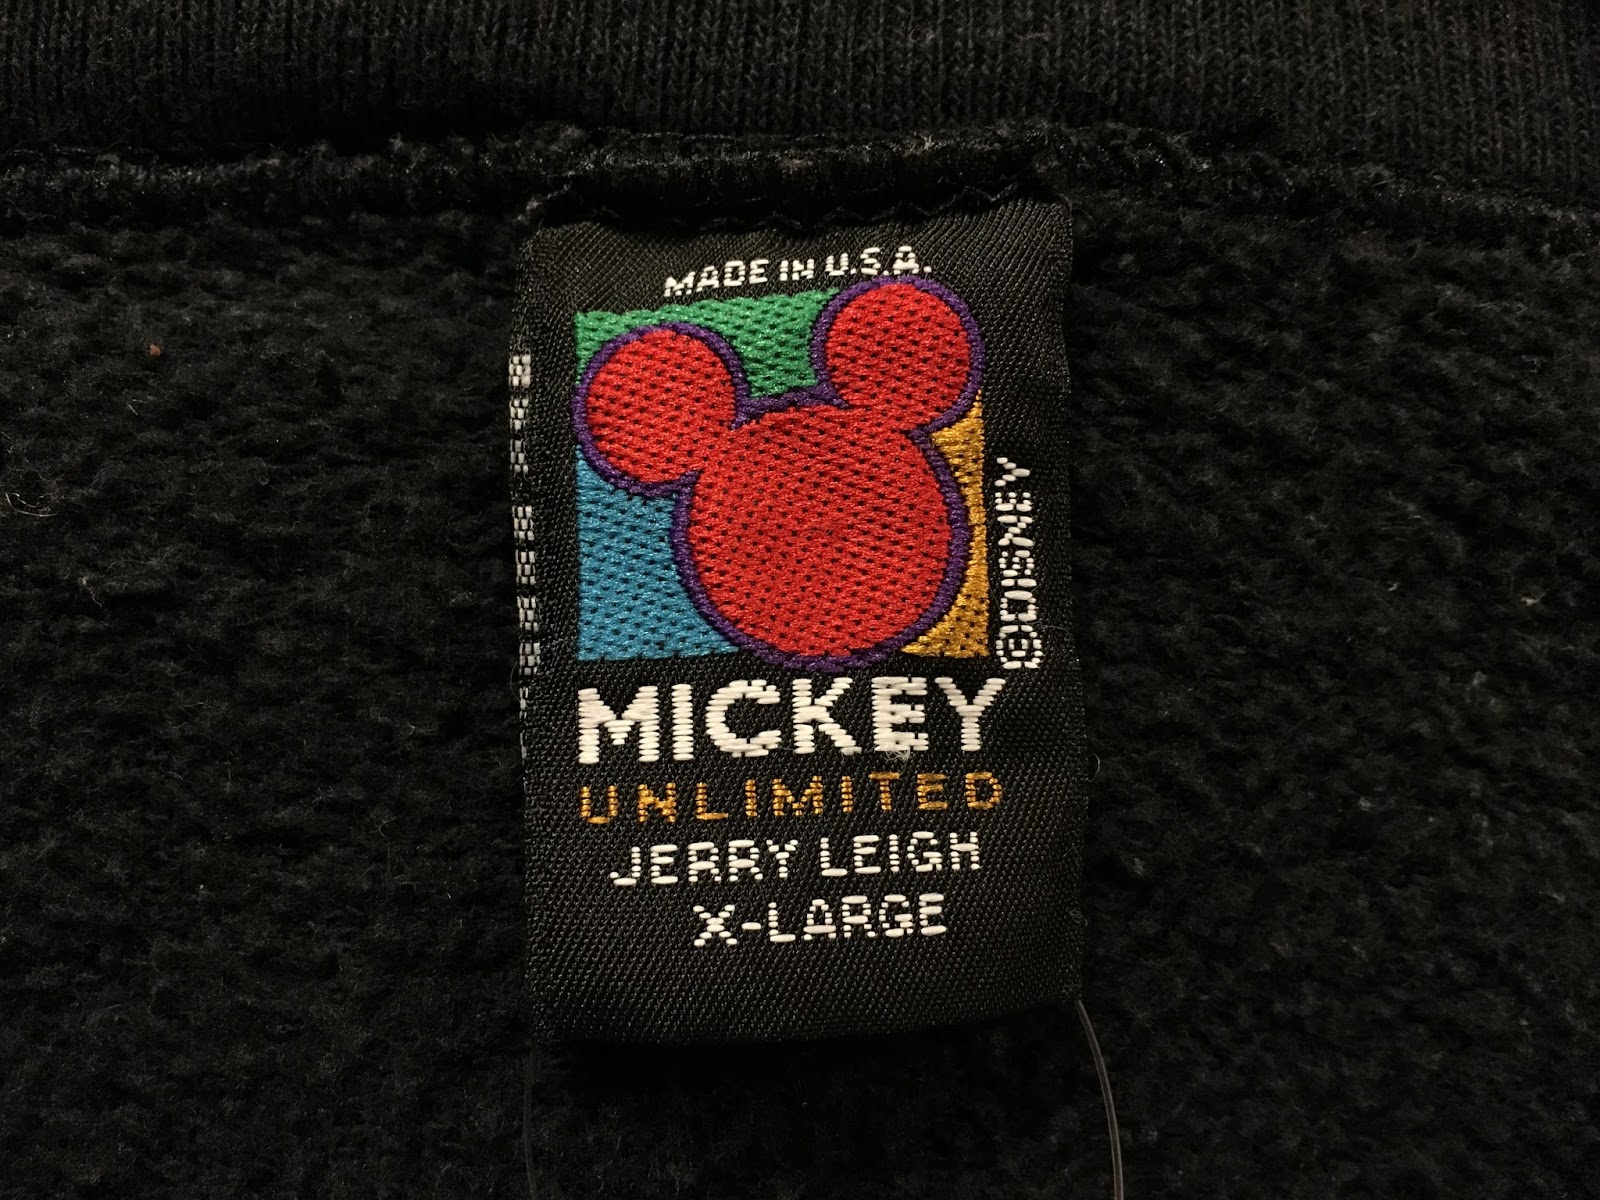 MADE IN U.S.A.
©DISNEY
MICKEY
UNLIMITED
JERRY LEIGH
X-LARGE